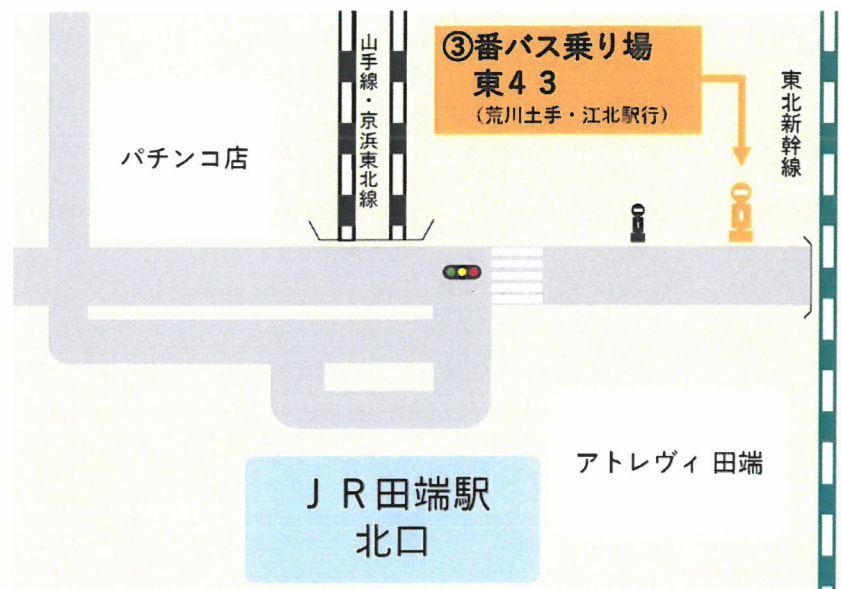 ③番バス乗り場
東４３
(荒川土手・江北駅行)
山手線・京浜東北線
東北新幹線
パチンコ店
アトレヴィ 田端
ＪＲ田端駅
北口